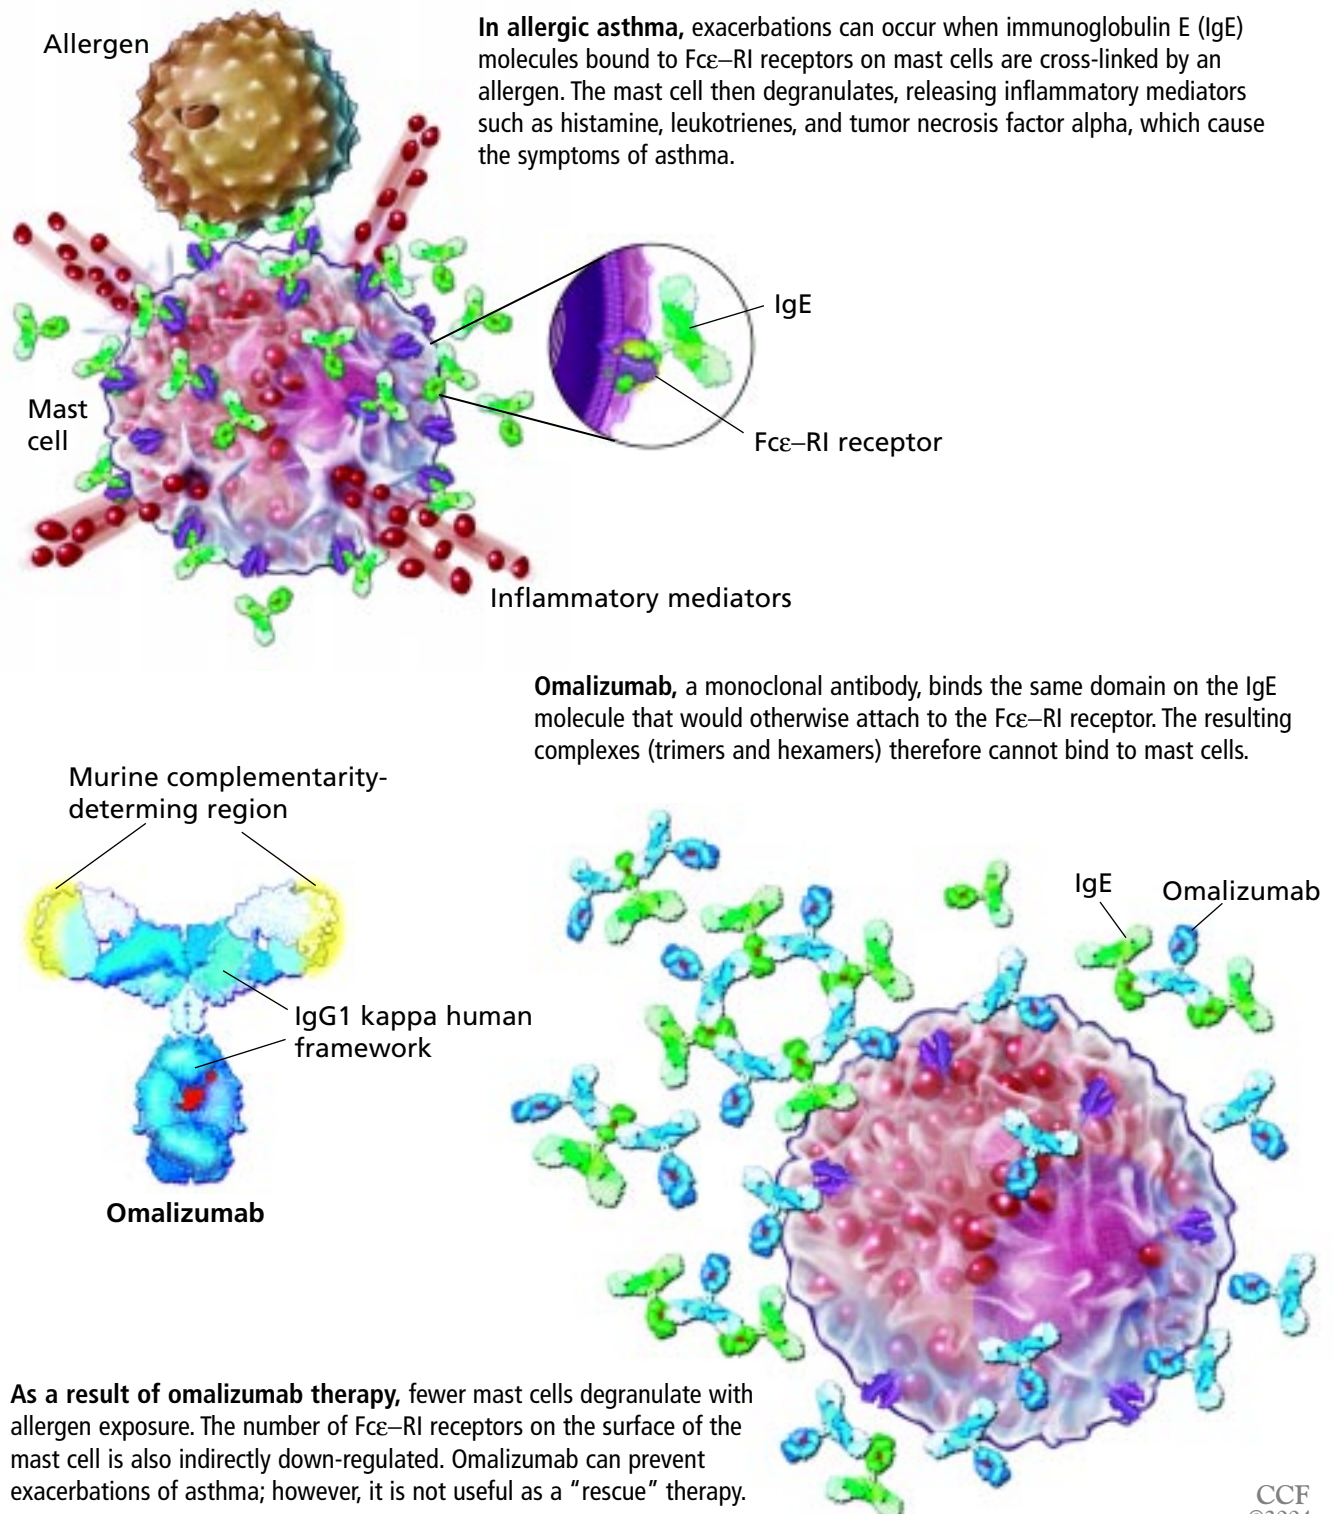 Allergen
In allergic asthma, exacerbations can occur when immunoglobulin E (IgE)
molecules bound to Fcε–RI receptors on mast cells are cross-linked by an
allergen. The mast cell then degranulates, releasing inflammatory mediators
such as histamine, leukotrienes, and tumor necrosis factor alpha, which cause
the symptoms of asthma.
IgE
Mast
cell
Fcε–RI receptor
Inflammatory mediators
Omalizumab, a monoclonal antibody, binds the same domain on the IgE
molecule that would otherwise attach to the Fcε–RI receptor. The resulting
complexes (trimers and hexamers) therefore cannot bind to mast cells.
Murine complementarity-
determing region
IgE
Omalizumab
IgG1 kappa human
framework
Omalizumab
As a result of omalizumab therapy, fewer mast cells degranulate with
allergen exposure. The number of Fcε–RI receptors on the surface of the
mast cell is also indirectly down-regulated. Omalizumab can prevent
exacerbations of asthma; however, it is not useful as a “rescue” therapy.
CCF